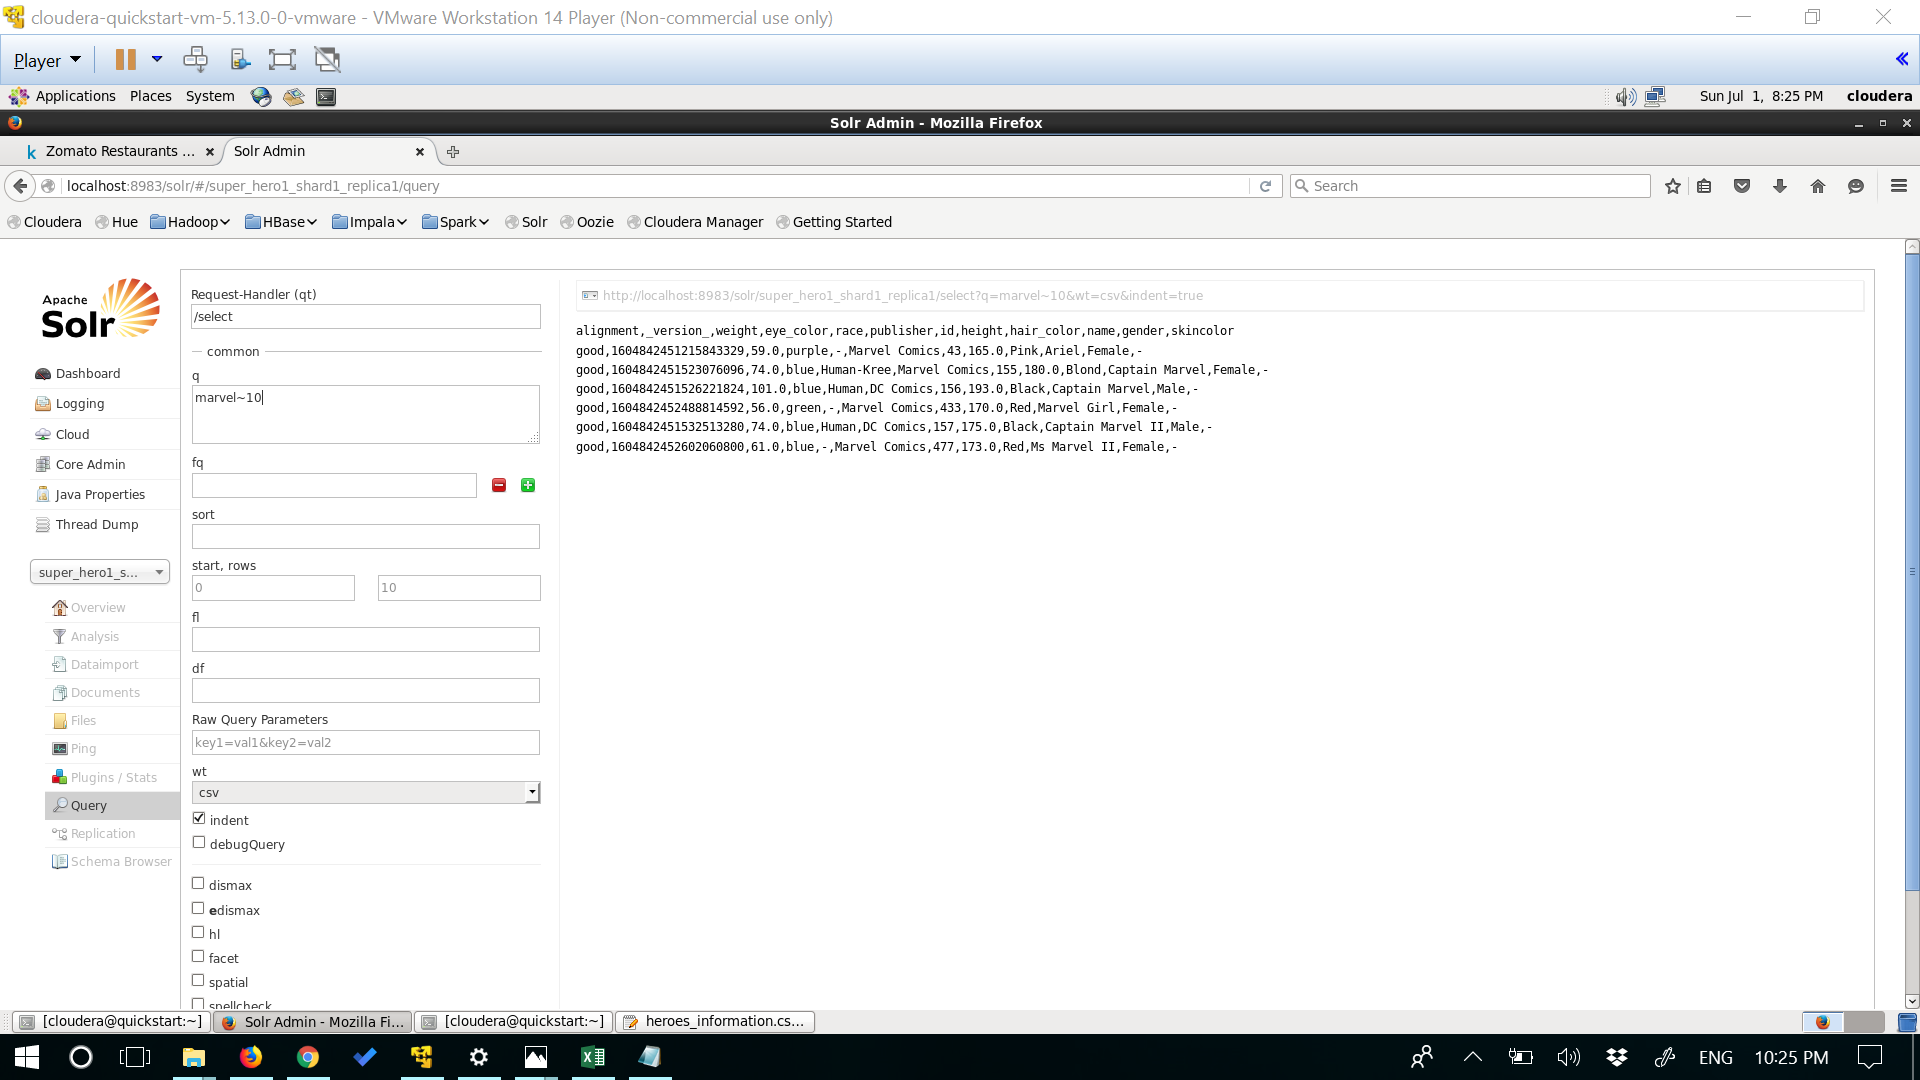 cloudera-quickstart-vm-5.13.0-0-vmware - VMware Workstation 14 Player (Non-commercial use only)
Player
Applications Places System
Sun Jul 1, 8:25 PM cloudera
Solr Admin - Mozilla Firefox
k Zomato Restaurants ...
Solr Admin
localhost:8983/solr/#/super_hero1_shard1_replica1/query
Search
Cloudera Hue Hadoop HBase Impala Spark Solr Oozie Cloudera Manager Getting Started
Apache
Solr
Dashboard
Logging
Cloud
Core Admin
Java Properties
Thread Dump
super_hero1_s...
Overview
Analysis
Dataimport
Documents
Files
Ping
Plugins / Stats
Query
Replication
Schema Browser
Request-Handler (qt)
/select
common
q
marvel~10
fq
sort
start, rows
0 10
fl
df
Raw Query Parameters
key1=val1&key2=val2
wt
csv
indent
debugQuery
dismax
edismax
hl
facet
spatial
spellcheck
http://localhost:8983/solr/super_hero1_shard1_replica1/select?q=marvel~10&wt=csv&indent=true
alignment,_version_,weight,eye_color,race,publisher,id,height,hair_color,name,gender,skincolor
good,1604842451215843329,59.0,purple,-,Marvel Comics,43,165.0,Pink,Ariel,Female,-
good,1604842451523076096,74.0,blue,Human-Kree,Marvel Comics,155,180.0,Blond,Captain Marvel,Female,-
good,1604842451526221824,101.0,blue,Human,DC Comics,156,193.0,Black,Captain Marvel,Male,-
good,1604842452488814592,56.0,green,-,Marvel Comics,433,170.0,Red,Marvel Girl,Female,-
good,1604842451532513280,74.0,blue,Human,DC Comics,157,175.0,Black,Captain Marvel II,Male,-
good,1604842452602060800,61.0,blue,-,Marvel Comics,477,173.0,Red,Ms Marvel II,Female,-
[cloudera@quickstart:~]
Solr Admin - Mozilla Fi...
[cloudera@quickstart:~]
heroes_information.cs...
ENG 10:25 PM